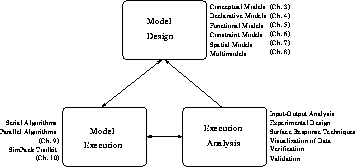 Model
Design
Conceptual Models (Ch. 3)
Declarative Models (Ch. 4)
Functional Models (Ch. 5)
Constraint Models (Ch. 6)
Spatial Models (Ch. 7)
Multimodels (Ch. 8)
Serial Algorithms
Parallel Algorithms
(Ch. 9)
SimPack Toolkit
(Ch. 10)
Model
Execution
Execution
Analysis
Input-Output Analysis
Experimental Design
Surface Response Techniques
Visualization of Data
Verification
Validation